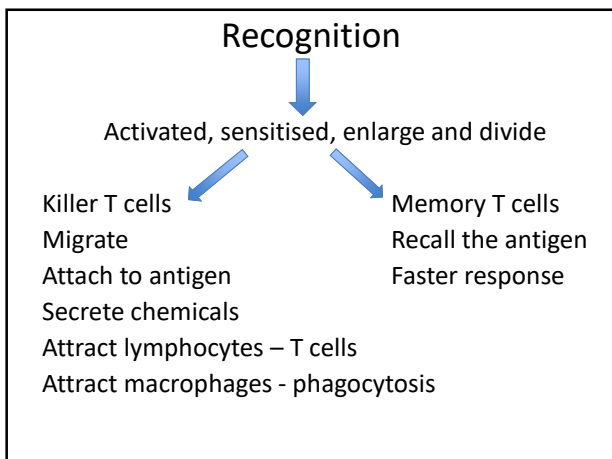 Recognition
Activated, sensitised, enlarge and divide
Killer T cells
Migrate
Attach to antigen
Secrete chemicals
Attract lymphocytes – T cells
Attract macrophages - phagocytosis
Memory T cells
Recall the antigen
Faster response